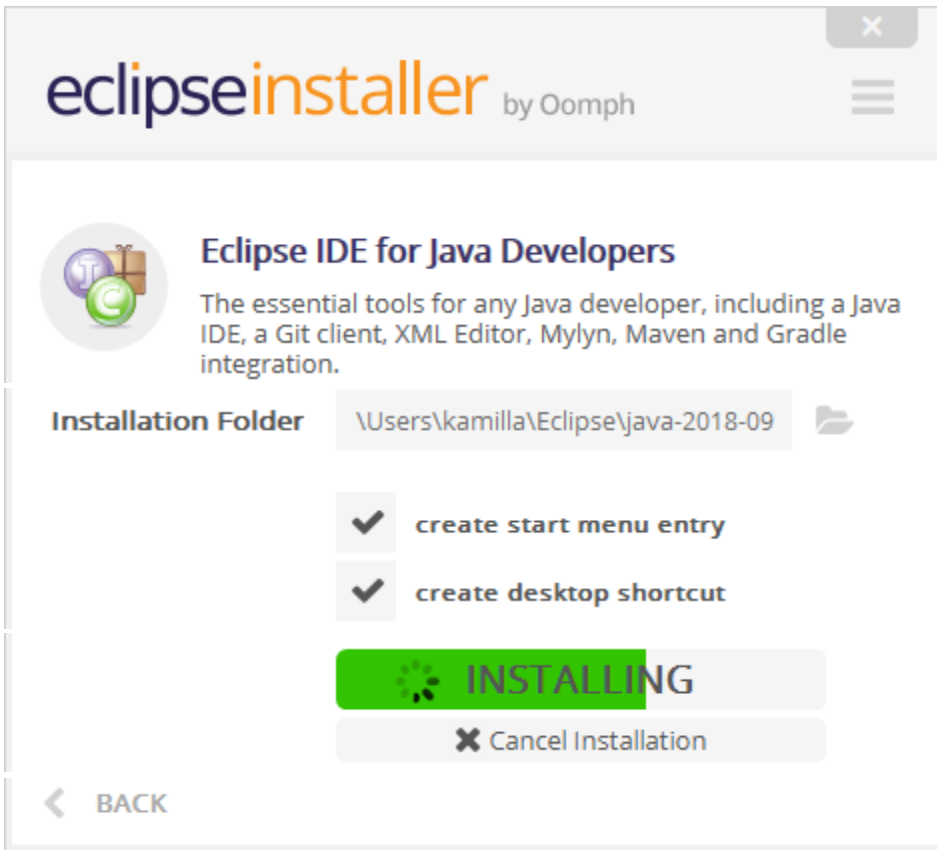 eclipseinstaller by Oomph
Eclipse IDE for Java Developers
The essential tools for any Java developer, including a Java
IDE, a Git client, XML Editor, Mylyn, Maven and Gradle
integration.
Installation Folder \Users\kamilla\Eclipse\java-2018-09
create start menu entry
create desktop shortcut
INSTALLING
Cancel Installation
BACK